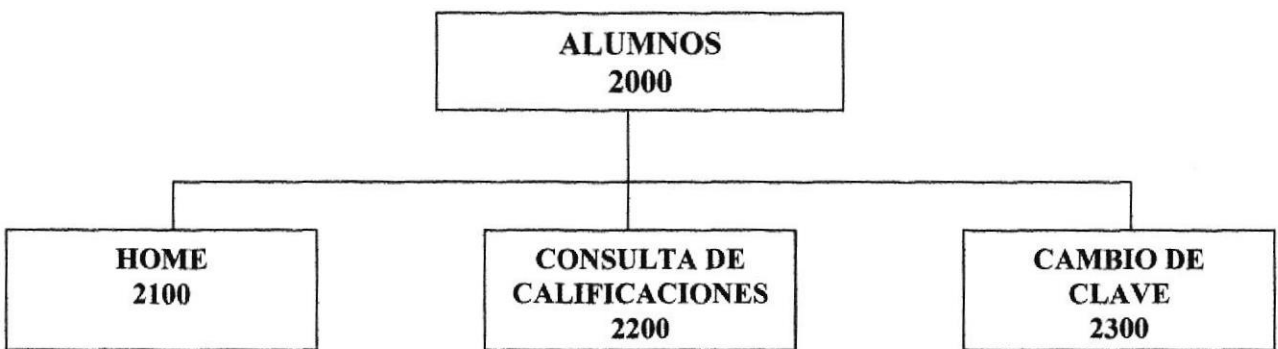 ALUMNOS
2000
HOME
2100
CONSULTA DE
CALIFICACIONES
2200
CAMBIO DE
CLAVE
2300